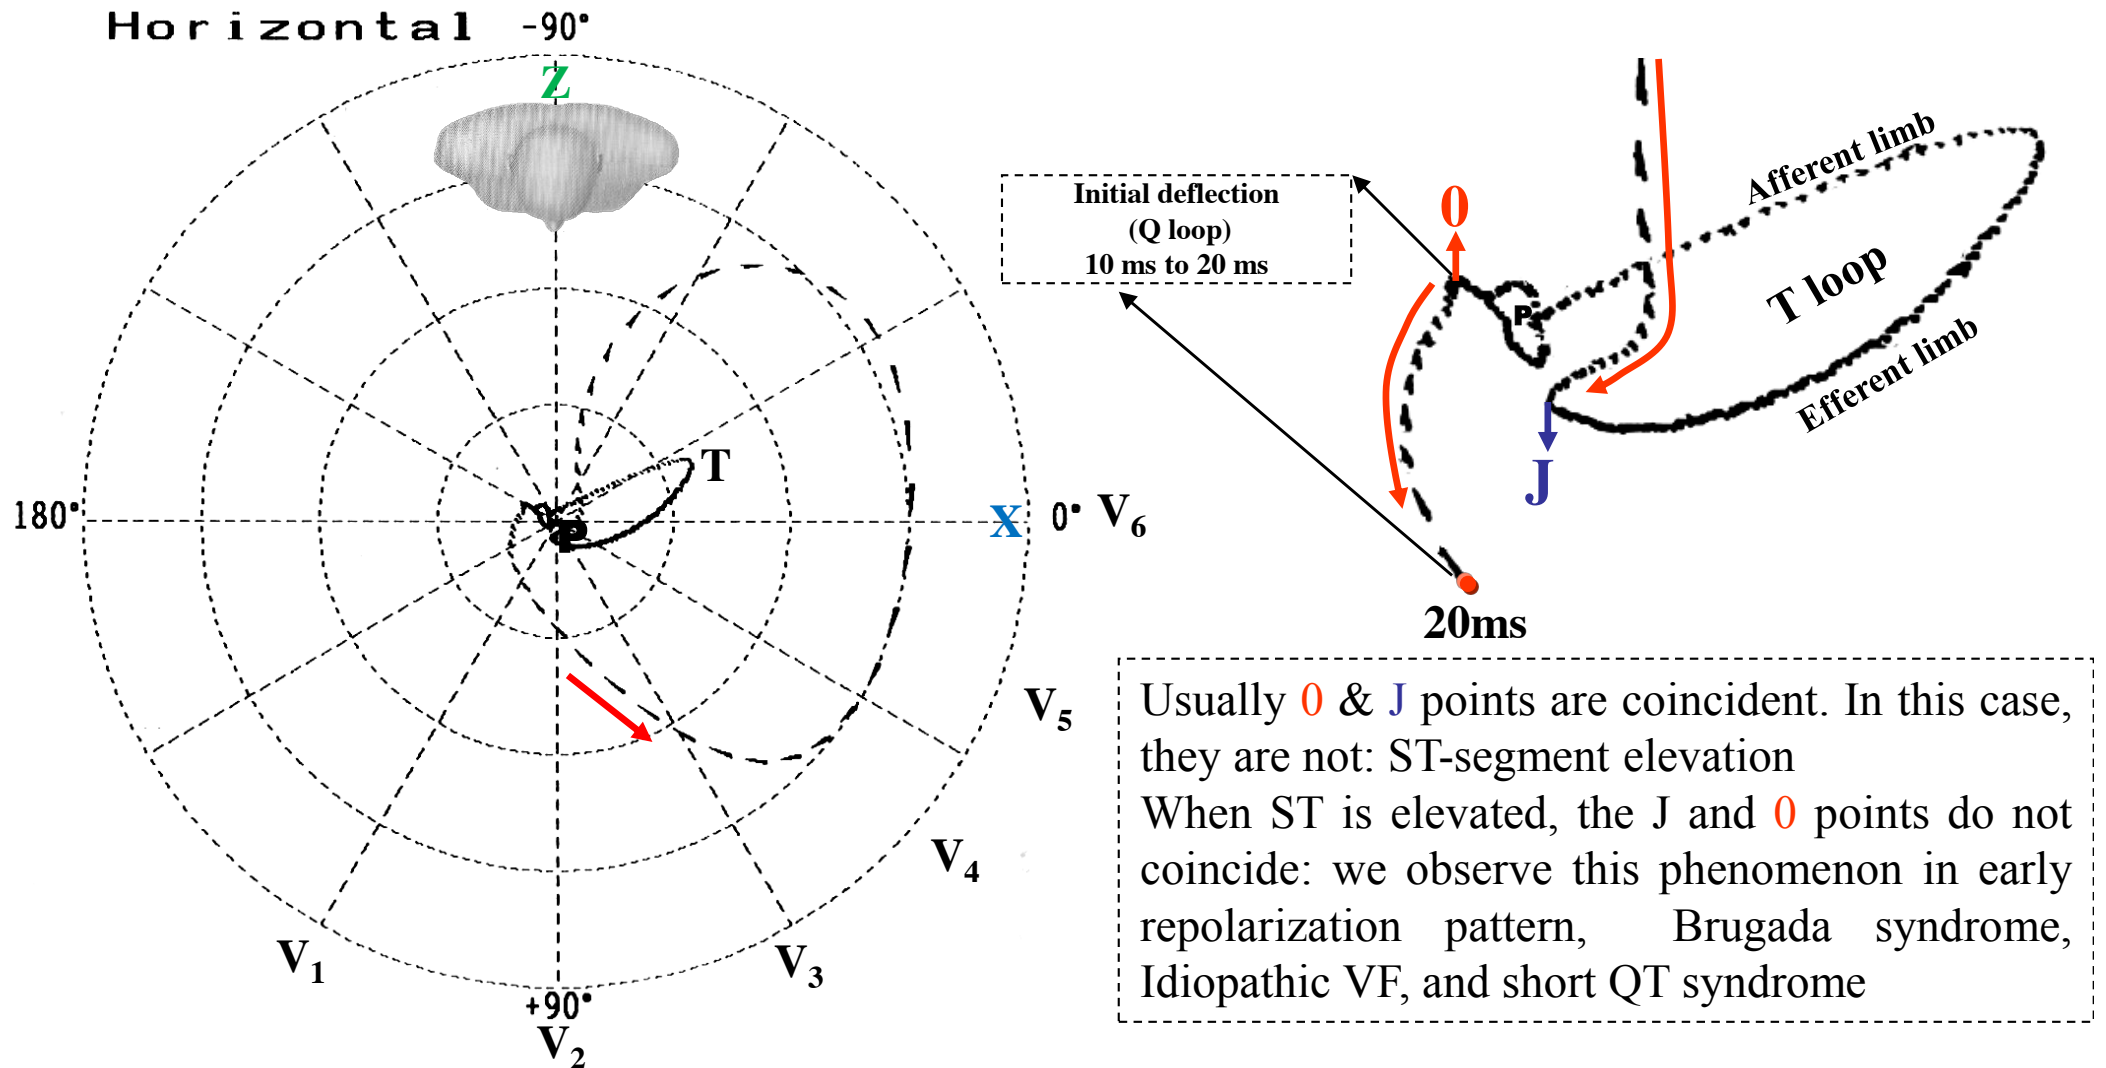 Horizontal
-90°
Z
180°
T
P
X
0°
V6
V5
V4
V3
V1
+90°
V2
Initial deflection
(Q loop)
10 ms to 20 ms
0
P
Afferent limb
T loop
Efferent limb
J
20ms
Usually 0 & J points are coincident. In this case,
they are not: ST-segment elevation
When ST is elevated, the J and 0 points do not
coincide: we observe this phenomenon in early
repolarization pattern, Brugada syndrome,
Idiopathic VF, and short QT syndrome